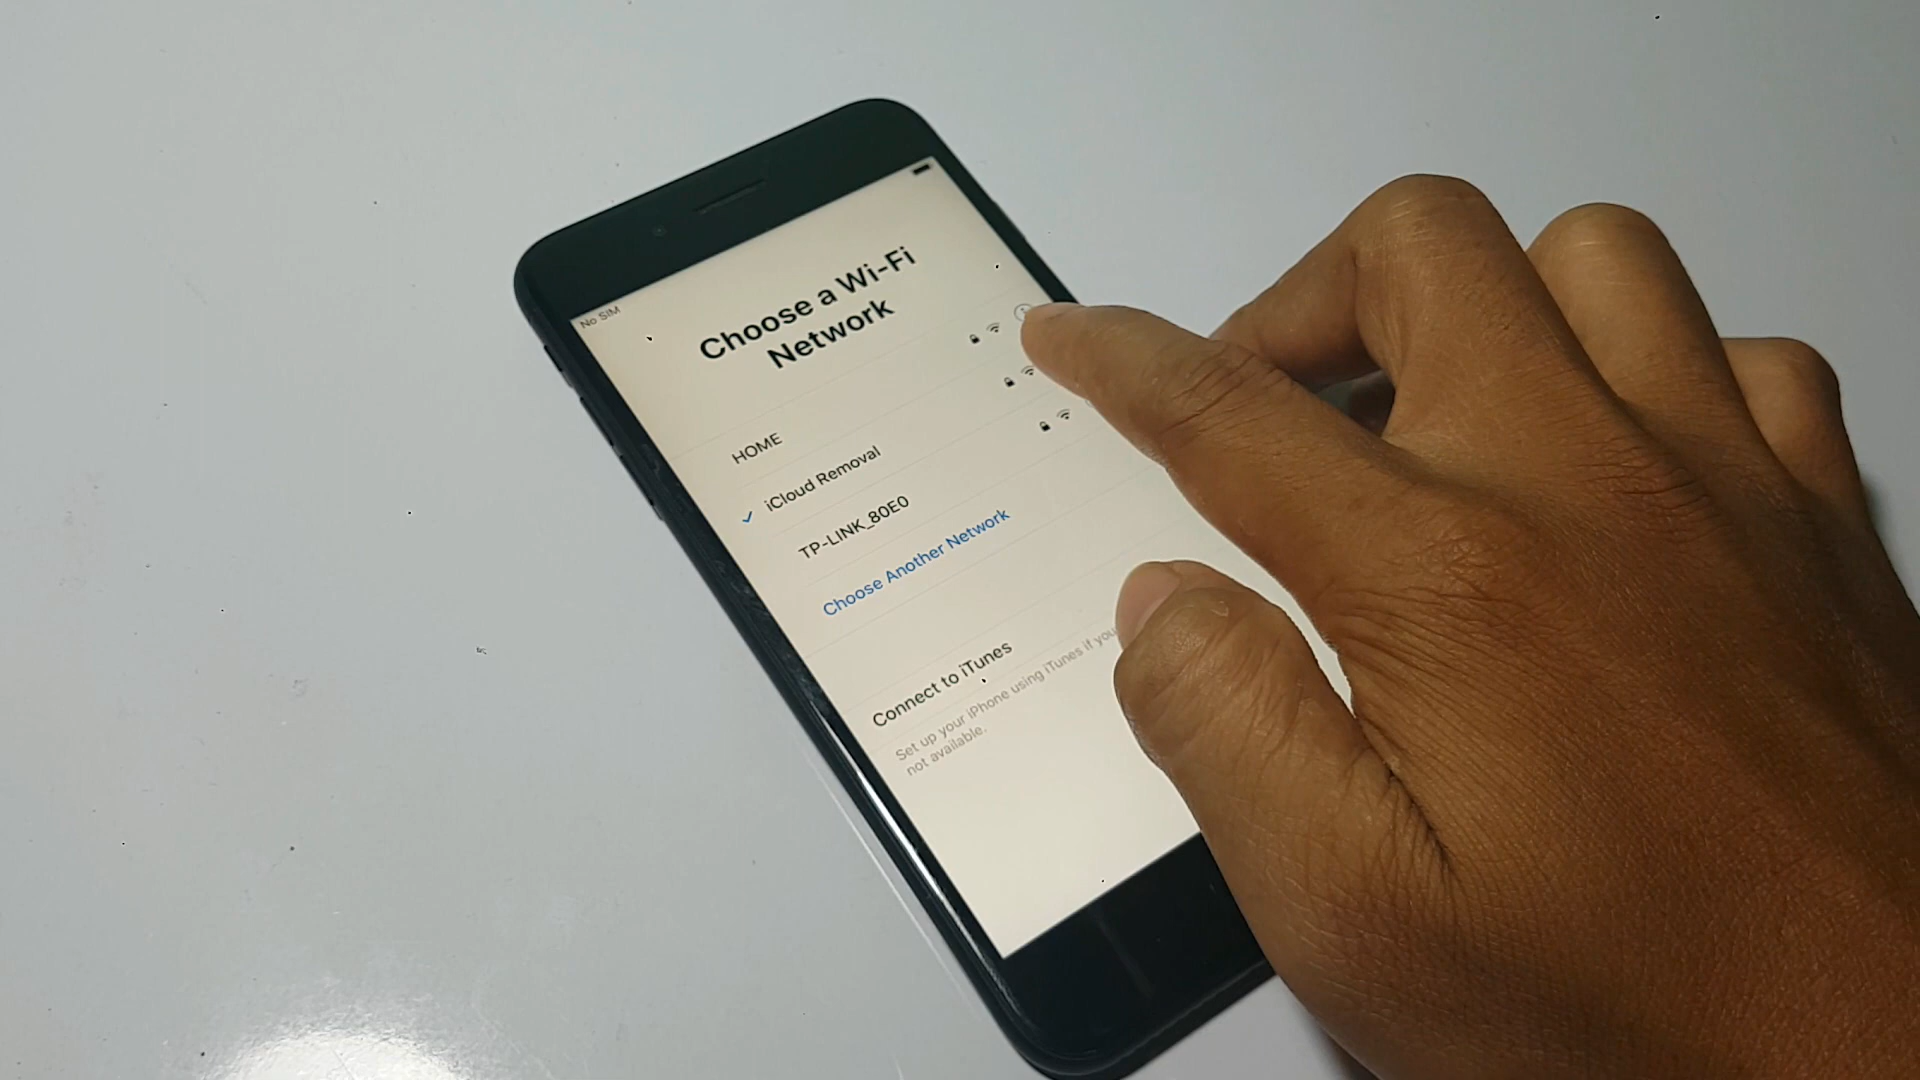 No SIM
Choose a Wi-Fi
Network
HOME
iCloud Removal
TP-LINK_80E0
Choose Another Network
Connect to iTunes
Set up your iPhone using iTunes if you
not available.